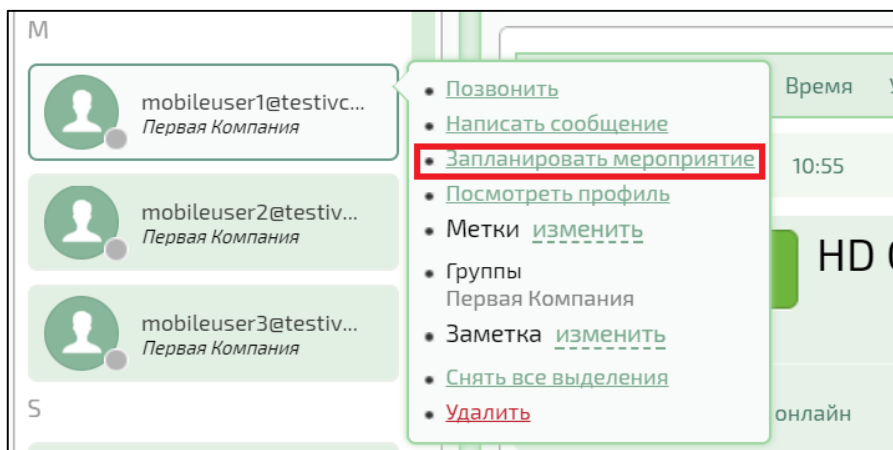 M
mobileuser1@testivc...
Первая Компания
mobileuser2@testiv...
Первая Компания
mobileuser3@testiv...
Первая Компания
S
Позвонить
Написать сообщение
Запланировать мероприятие
Посмотреть профиль
Метки изменить
Группы
Первая Компания
Заметка изменить
Снять все выделения
Удалить
Время
10:55
HD
онлайн